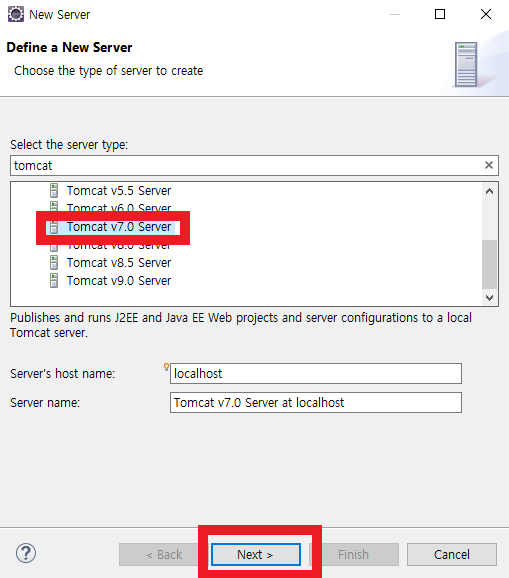 New Server
Define a New Server
Choose the type of server to create
Select the server type:
tomcat
Tomcat v5.5 Server
Tomcat v6.0 Server
Tomcat v7.0 Server
Tomcat v8.0 Server
Tomcat v8.5 Server
Tomcat v9.0 Server
Publishes and runs J2EE and Java EE Web projects and server configurations to a local
Tomcat server.
Server's host name: localhost
Server name: Tomcat v7.0 Server at localhost
? < Back Next > Finish Cancel